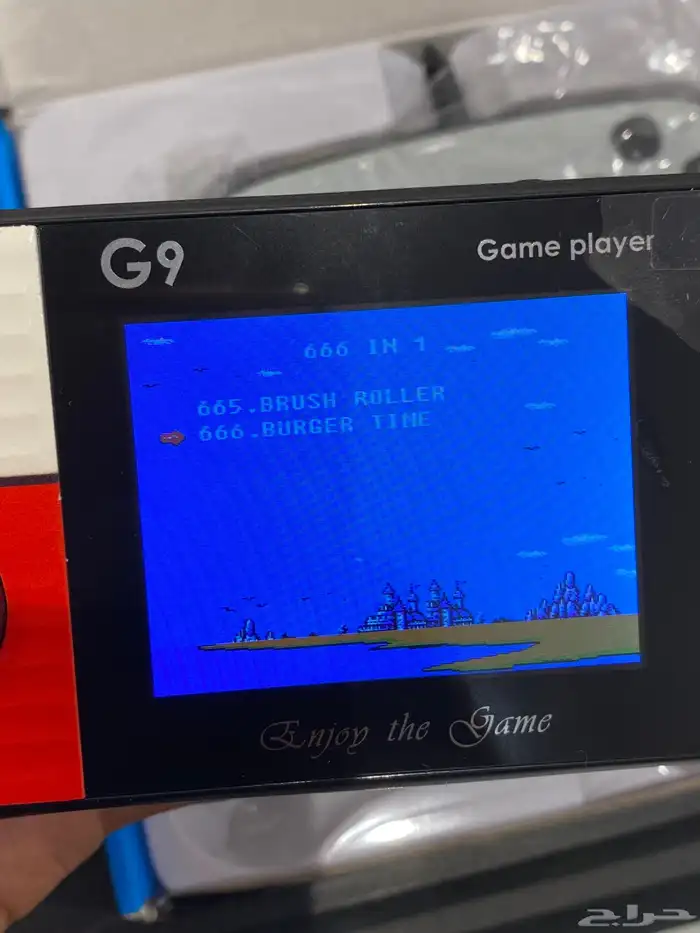 G9
Game player
666 IN 1
665.BRUSH ROLLER
666.BURGER TIME
Enjoy the Game
حراج